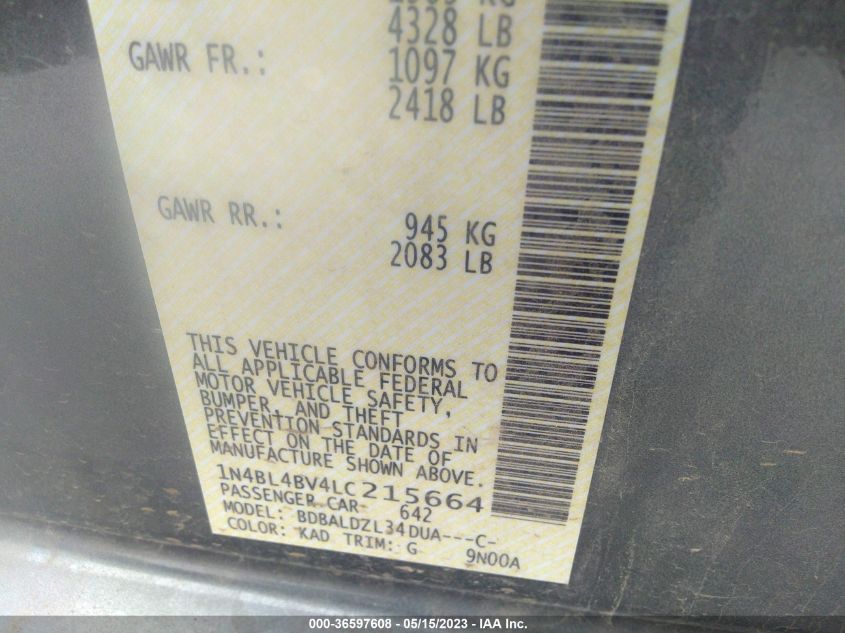 4328 LB
GAWR FR.: 1097 KG
2418 LB
GAWR RR.: 945 KG
2083 LB
THIS VEHICLE CONFORMS TO
ALL APPLICABLE FEDERAL
MOTOR VEHICLE SAFETY,
BUMPER, AND THEFT
PREVENTION STANDARDS IN
EFFECT ON THE DATE OF
MANUFACTURE SHOWN ABOVE.
1N4BL4BV4LC215664
PASSENGER CAR 642
MODEL: BDBALDZL34DUA---C-
COLOR: KAD TRIM: G 9N00A
000-36597608 - 05/15/2023 - IAA Inc.